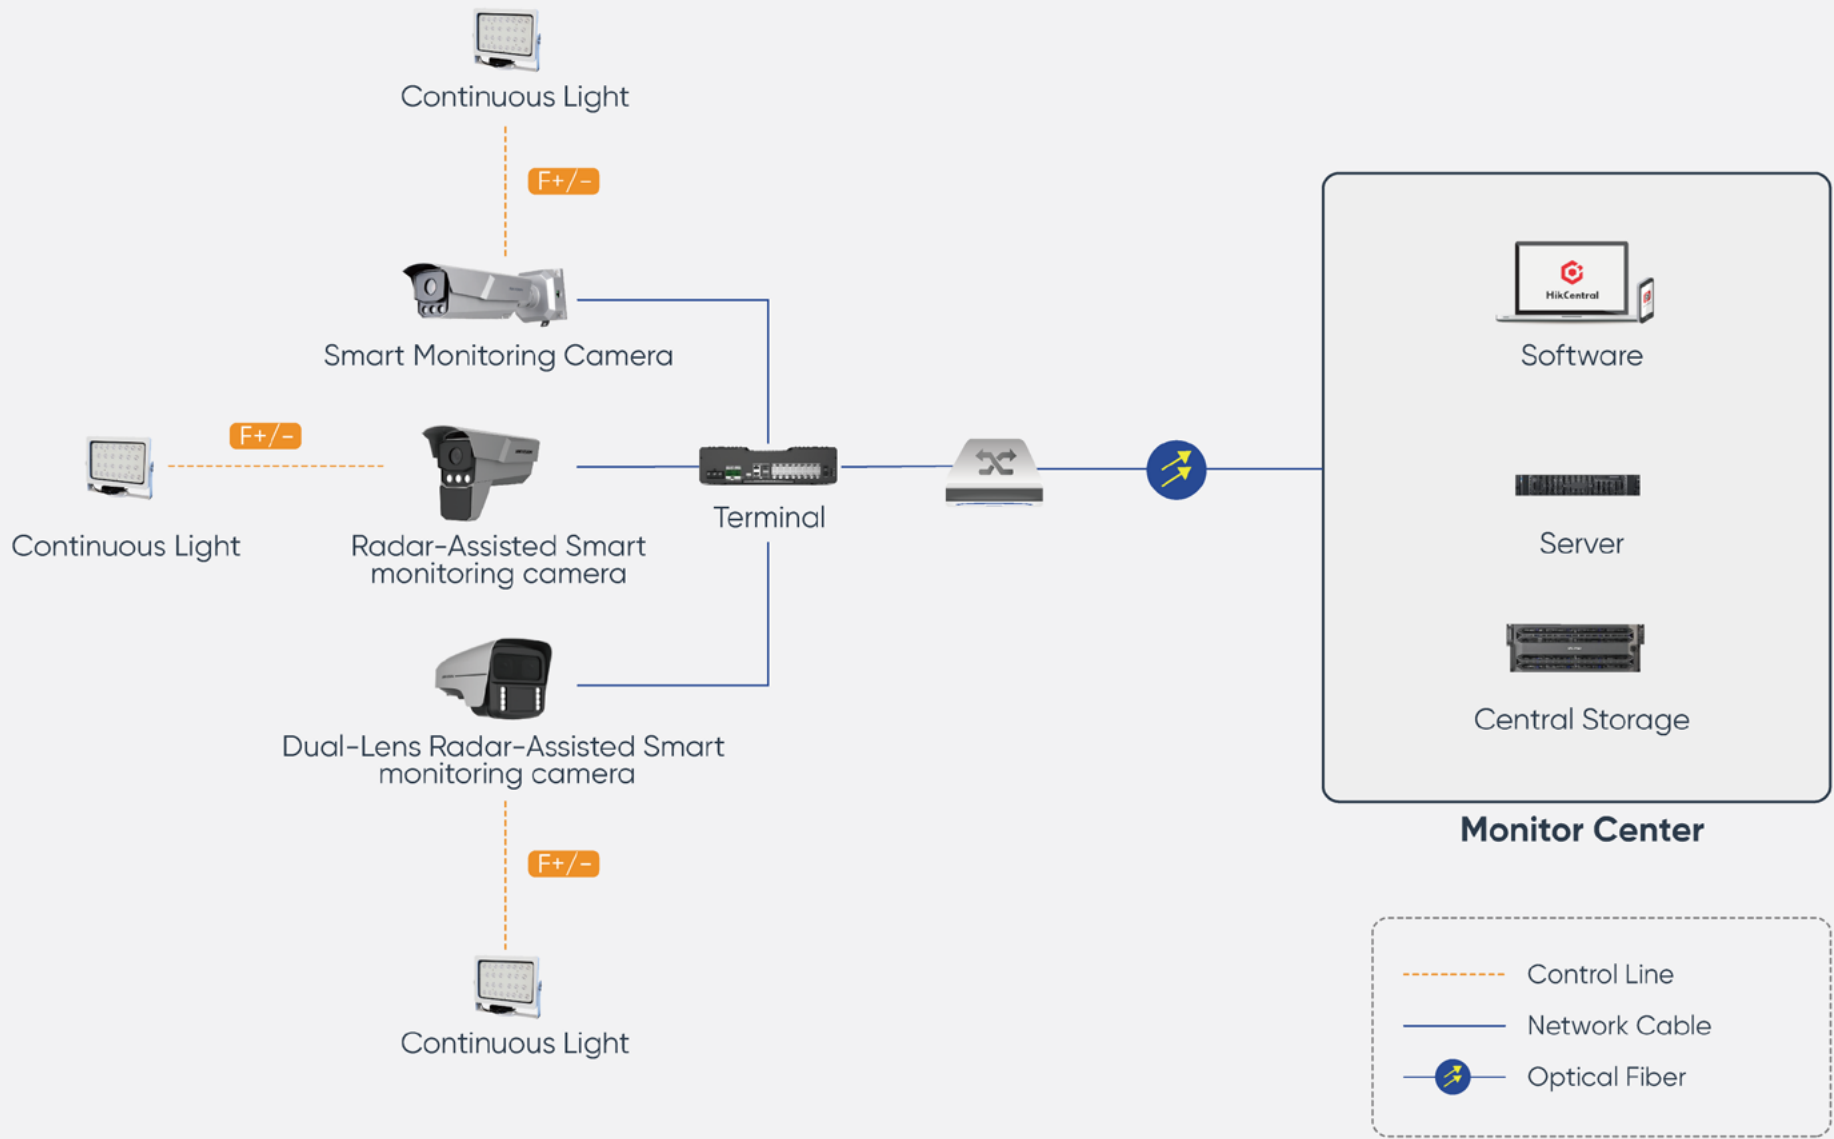 Continuous Light
F+/-
Smart Monitoring Camera
HikCentral
Software
F+/-
Continuous Light
Radar-Assisted Smart
monitoring camera
Terminal
Server
Dual-Lens Radar-Assisted Smart
monitoring camera
Central Storage
Monitor Center
F+/-
Continuous Light
Control Line
Network Cable
Optical Fiber